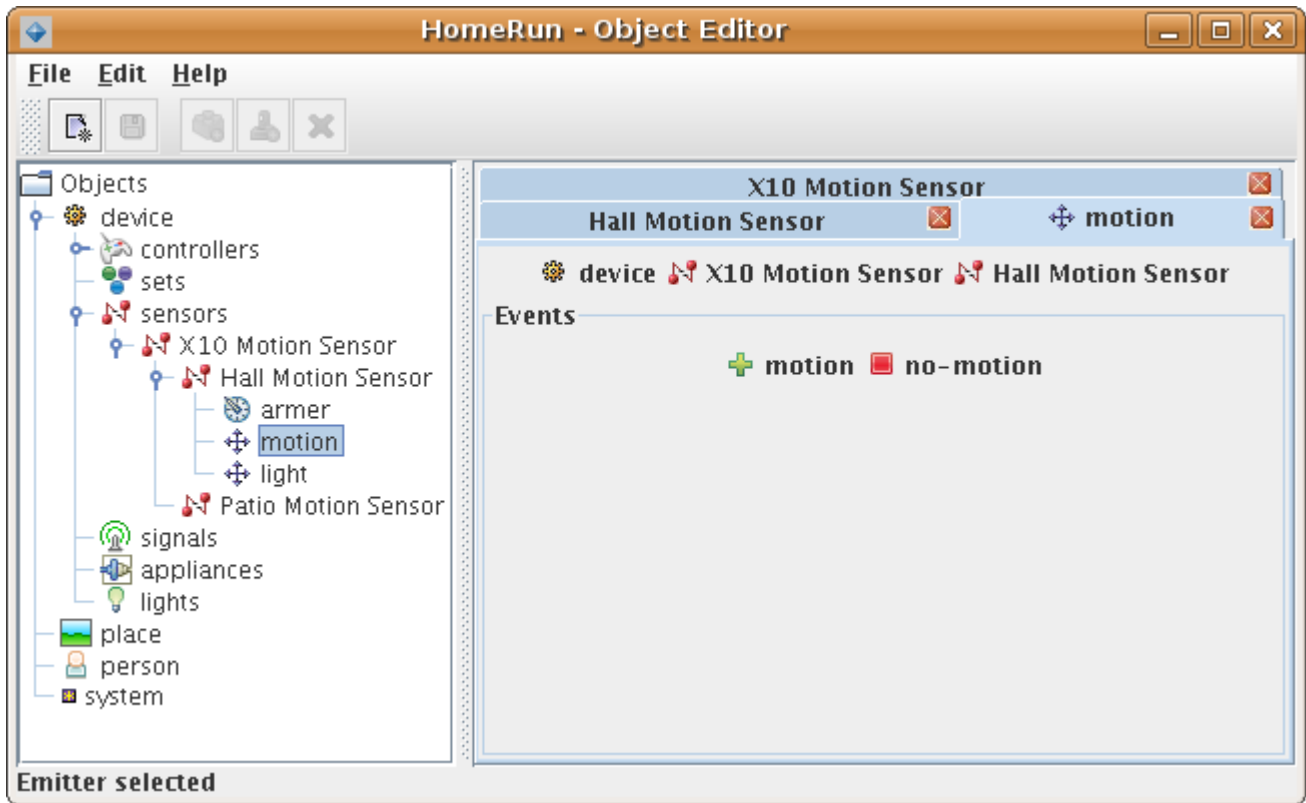 HomeRun - Object Editor
File Edit Help
Objects
device
controllers
sets
sensors
X10 Motion Sensor
Hall Motion Sensor
armer
motion
light
Patio Motion Sensor
signals
appliances
lights
place
person
system
X10 Motion Sensor
Hall Motion Sensor motion
device X10 Motion Sensor Hall Motion Sensor
Events
motion no-motion
Emitter selected